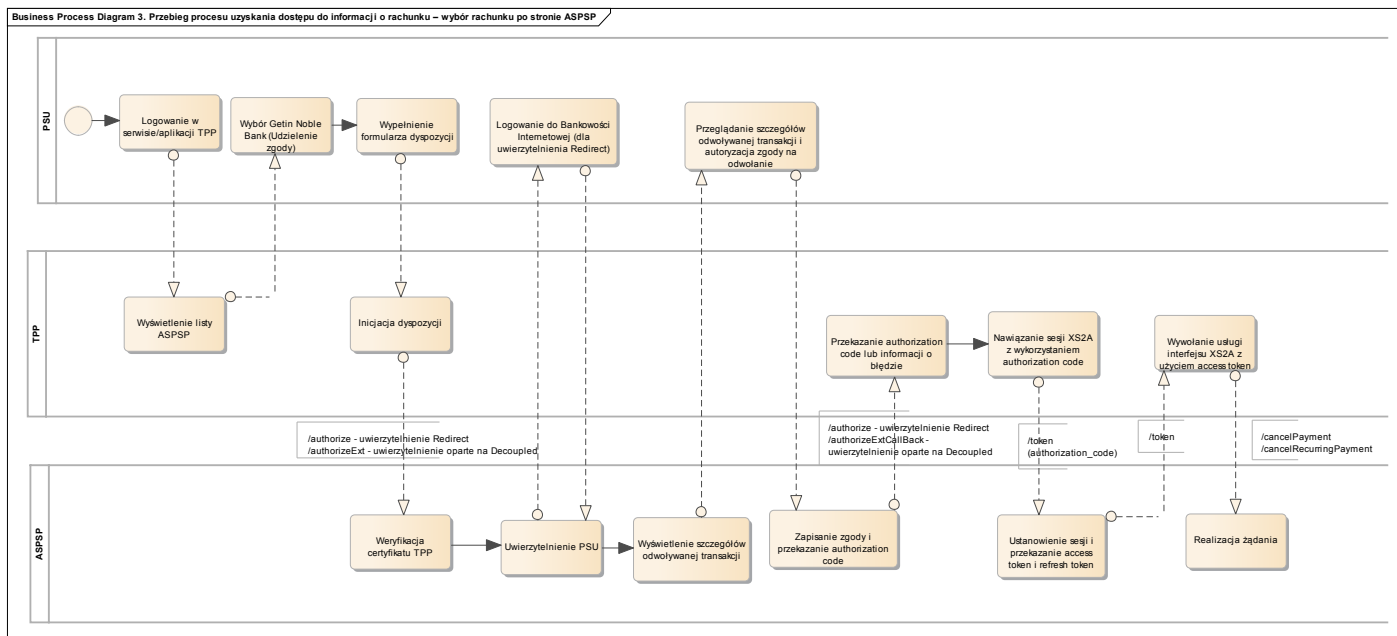 Business Process Diagram 3. Przebieg procesu uzyskania dostępu do informacji o rachunku – wybór rachunku po stronie ASPSP
PSU
Logowanie w
serwisie/aplikacji TPP
Wybór Getin Noble
Bank (Udzielenie
zgody)
Wypełnienie
formularza dyspozycji
Logowanie do Bankowości
Internetowej (dla
uwierzytelnienia Redirect)
Przeglądanie szczegółów
odwoływanej transakcji i
autoryzacja zgody na
odwołanie
TPP
Wyświetlenie listy
ASPSP
Inicjacja dyspozycji
Przekazanie authorization
code lub informacji o
błędzie
Nawiązanie sesji XS2A
z wykorzystaniem
authorization code
Wywołanie usługi
interfejsu XS2A z
użyciem access token
/authorize - uwierzytelnienie Redirect
/authorizeExt - uwierzytelnienie oparte na Decoupled
/authorize - uwierzytelnienie Redirect
/authorizeExtCallBack -
uwierzytelnienie oparte na Decoupled
/token
(authorization_code)
/token
/cancelPayment
/cancelRecurringPayment
ASPSP
Weryfikacja
certyfikatu TPP
Uwierzytelnienie PSU
Wyświetlenie szczegółów
odwoływanej transakcji
Zapisanie zgody i
przekazanie authorization
code
Ustanowienie sesji i
przekazanie access
token i refresh token
Realizacja żądania